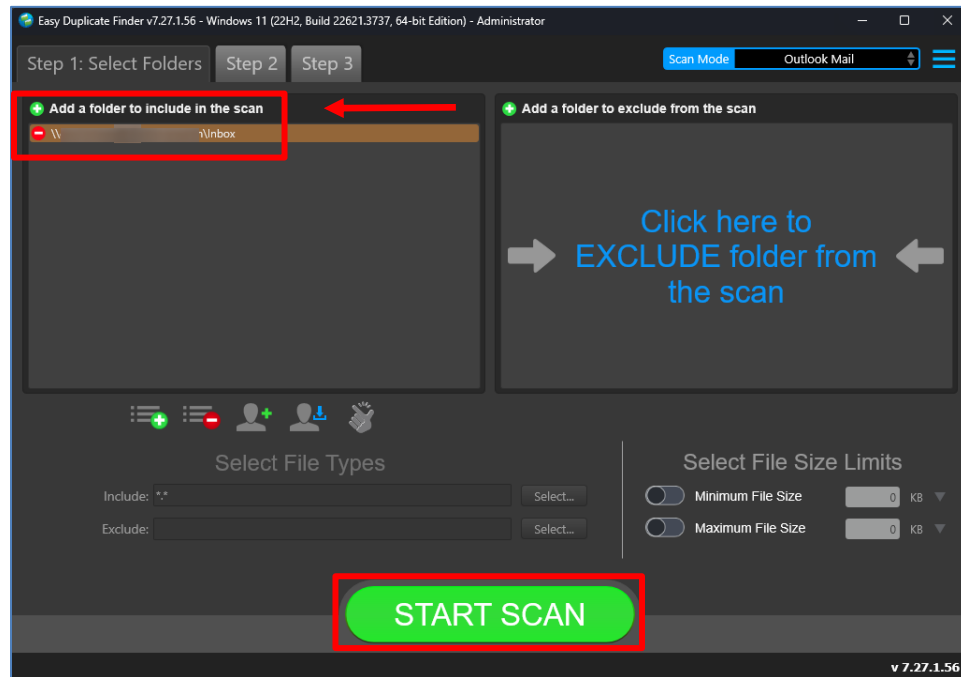 Easy Duplicate Finder v7.27.1.56 - Windows 11 (22H2, Build 22621.3737, 64-bit Edition) - Administrator
Step 1: Select Folders Step 2 Step 3 Scan Mode Outlook Mail
Add a folder to include in the scan
\\ \Inbox
Add a folder to exclude from the scan
Click here to
EXCLUDE folder from
the scan
Select File Types
Include: *.*  Select...
Exclude: Select...
Select File Size Limits
Minimum File Size 0 KB
Maximum File Size 0 KB
START SCAN
v 7.27.1.56